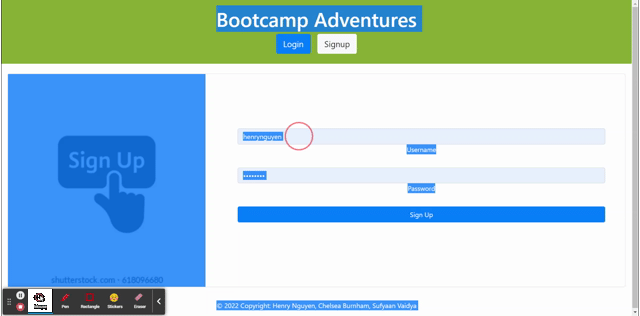 Bootcamp Adventures
Login
Signup
Sign Up
shutterstock.com · 618096680
henrynguyen
Username
••••••••
Password
Sign Up
Pen
Rectangle
Stickers
Eraser
© 2022 Copyright: Henry Nguyen, Chelsea Burnham, Sufyaan Vaidya